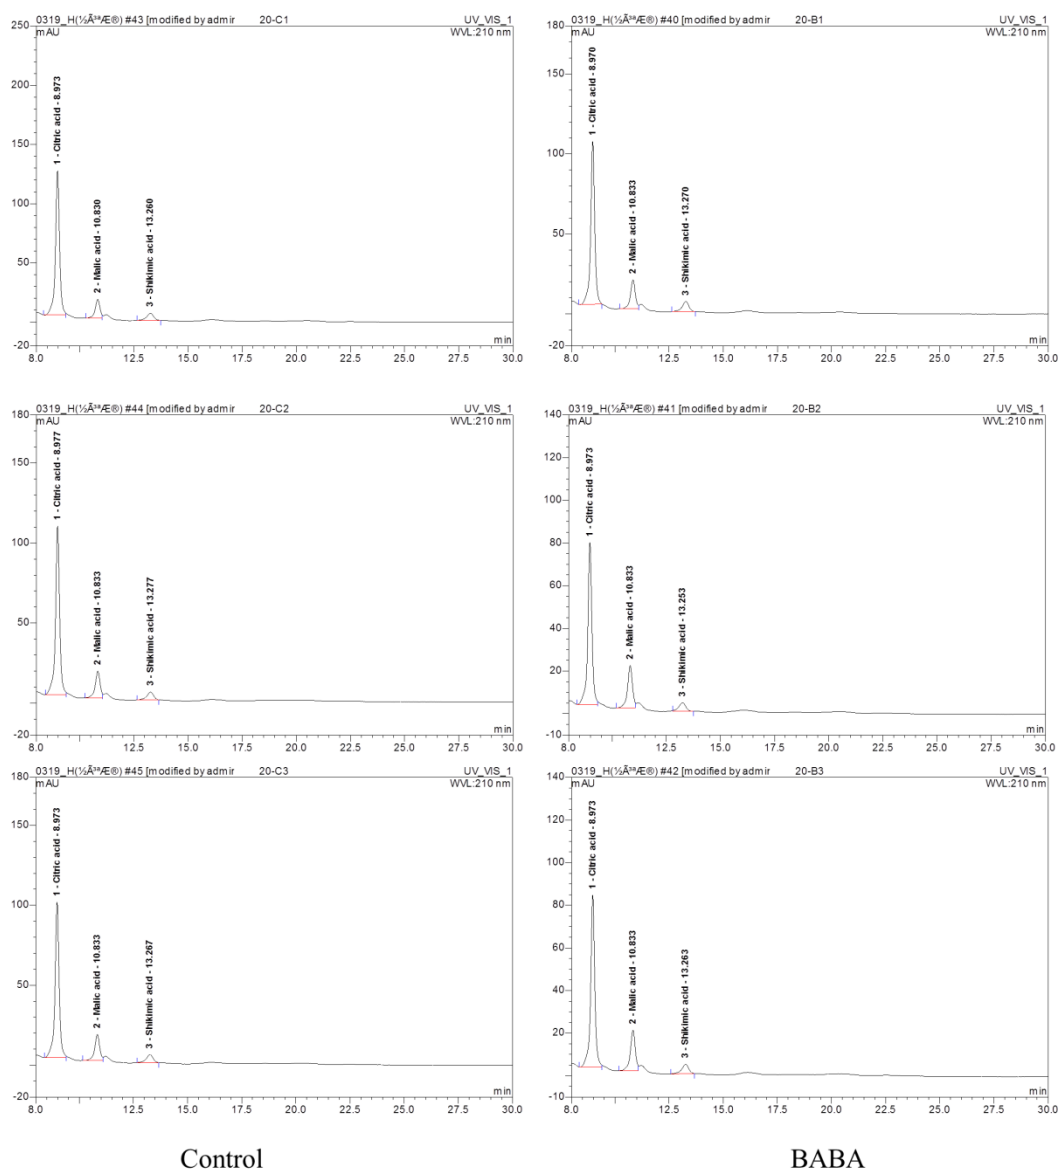 0319_H(½Ã³ªÆ®) #43 [modified by admir 20-C1 UV_VIS_1
250
mAU
WVL:210 nm
200
150
100
50
-20
1 - Citric acid - 8.973
2 - Malic acid - 10.830
3 - Shikimic acid - 13.260
min
8.0 12.5 15.0 17.5 20.0 22.5 25.0 27.5 30.0
0319_H(½Ã³ªÆ®) #40 [modified by admir 20-B1 UV_VIS_1
180
mAU
WVL:210 nm
150
100
50
-20
1 - Citric acid - 8.970
2 - Malic acid - 10.833
3 - Shikimic acid - 13.270
min
8.0 12.5 15.0 17.5 20.0 22.5 25.0 27.5 30.0
0319_H(½Ã³ªÆ®) #44 [modified by admir 20-C2 UV_VIS_1
180
mAU
WVL:210 nm
150
100
50
-20
1 - Citric acid - 8.977
2 - Malic acid - 10.833
3 - Shikimic acid - 13.277
min
8.0 12.5 15.0 17.5 20.0 22.5 25.0 27.5 30.0
0319_H(½Ã³ªÆ®) #41 [modified by admir 20-B2 UV_VIS_1
140
mAU
WVL:210 nm
120
100
80
60
40
20
-10
1 - Citric acid - 8.973
2 - Malic acid - 10.833
3 - Shikimic acid - 13.253
min
8.0 12.5 15.0 17.5 20.0 22.5 25.0 27.5 30.0
0319_H(½Ã³ªÆ®) #45 [modified by admir 20-C3 UV_VIS_1
180
mAU
WVL:210 nm
150
100
50
-20
1 - Citric acid - 8.973
2 - Malic acid - 10.833
3 - Shikimic acid - 13.267
min
8.0 12.5 15.0 17.5 20.0 22.5 25.0 27.5 30.0
0319_H(½Ã³ªÆ®) #42 [modified by admir 20-B3 UV_VIS_1
140
mAU
WVL:210 nm
120
100
80
60
40
20
-10
1 - Citric acid - 8.973
2 - Malic acid - 10.833
3 - Shikimic acid - 13.263
min
8.0 12.5 15.0 17.5 20.0 22.5 25.0 27.5 30.0
Control
BABA